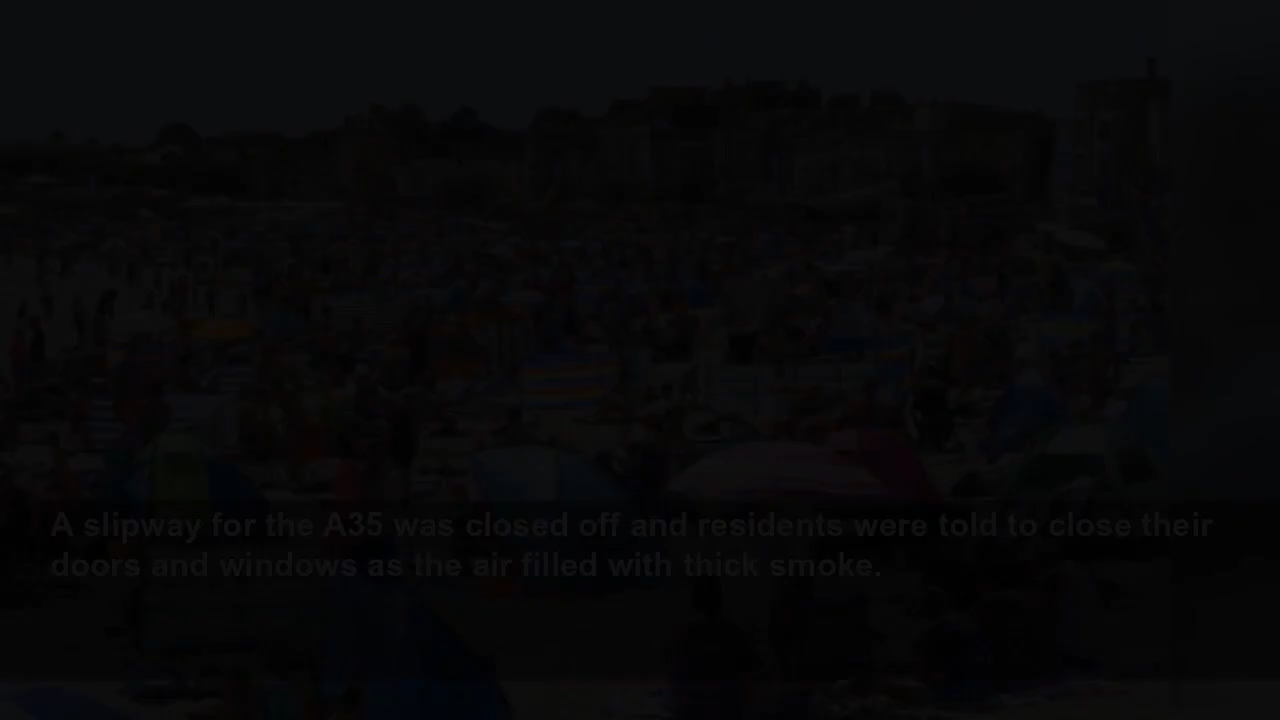 A slipway for the A35 was closed off and residents were told to close their
doors and windows as the air filled with thick smoke.